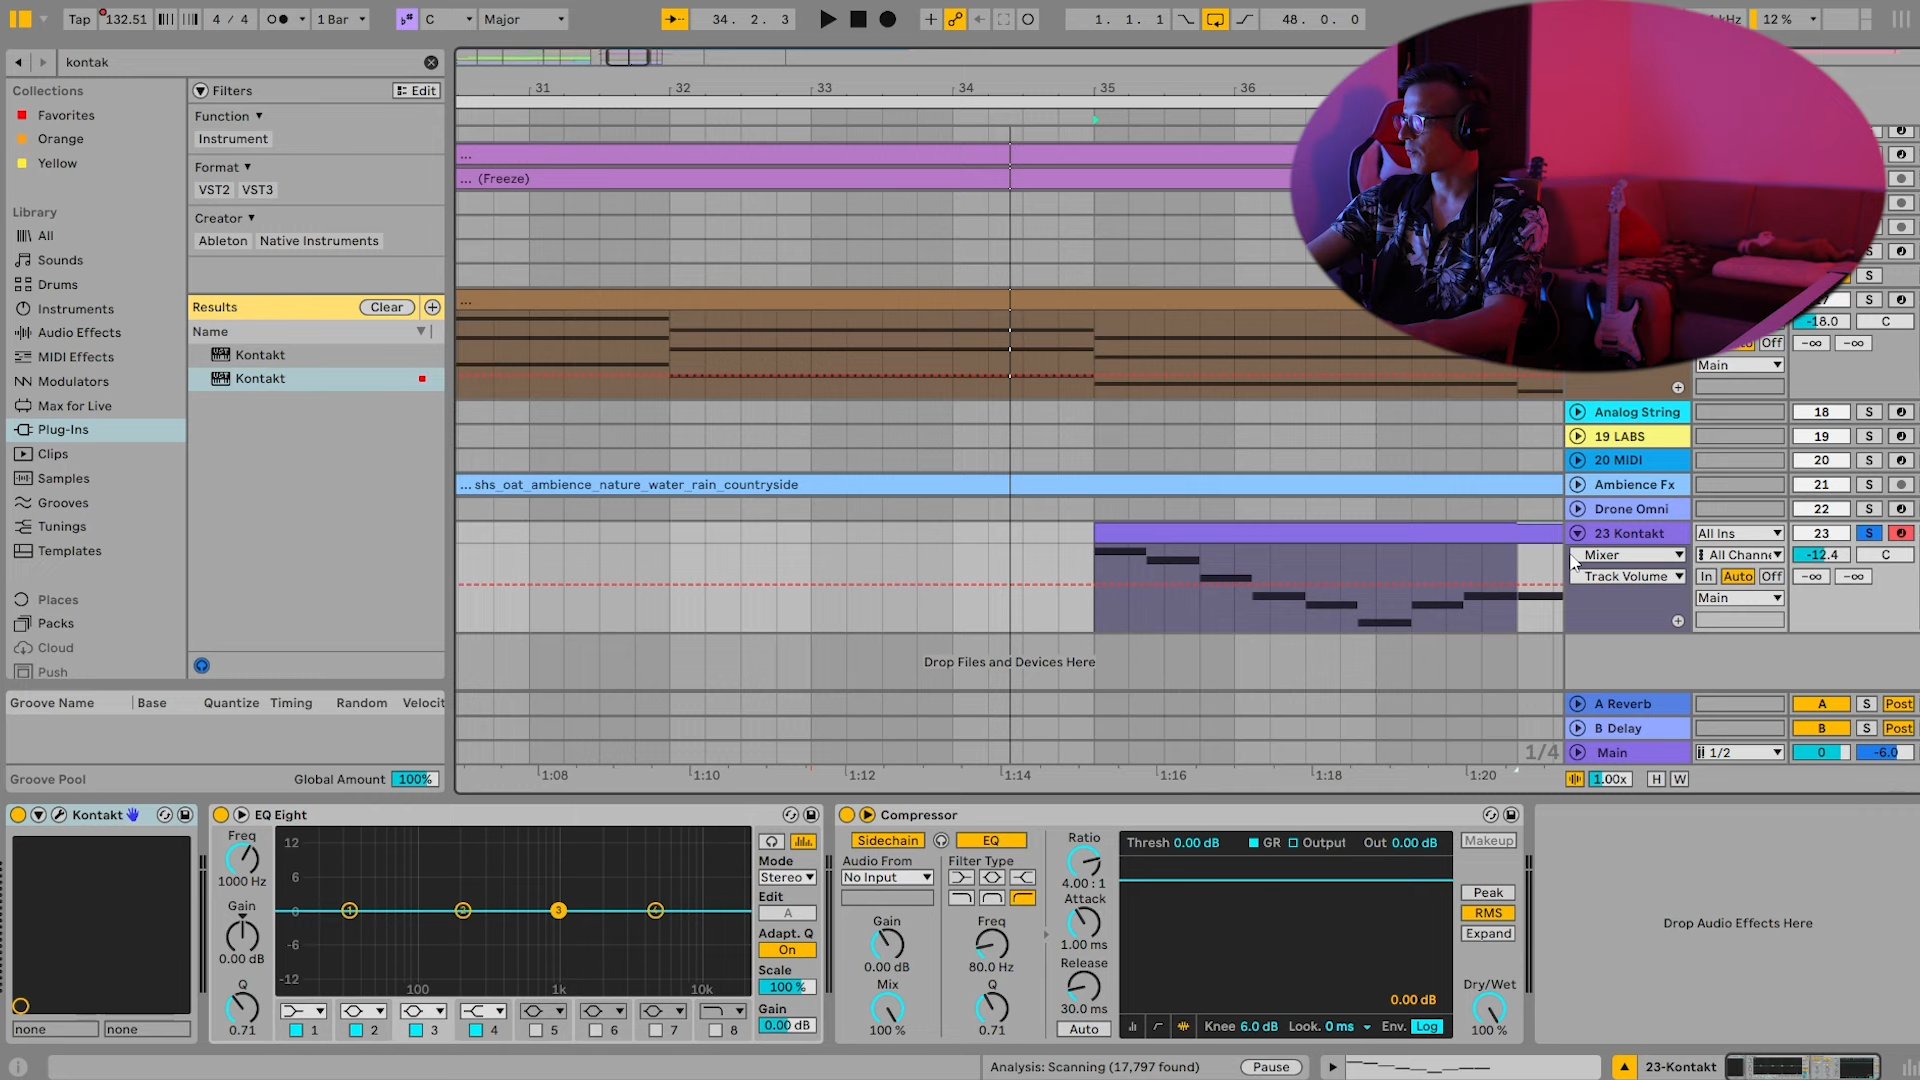 Tap 132.51 4 / 4 1 Bar C Major 34. 2. 3 1. 1. 1 48. 0. 0 kHz 12 %
kontak
Collections
Favorites
Orange
Yellow
Library
All
Sounds
Drums
Instruments
Audio Effects
MIDI Effects
Modulators
Max for Live
Plug-Ins
Clips
Samples
Grooves
Tunings
Templates
Places
Packs
Cloud
Push
Filters Edit
Function
Instrument
Format
VST2 VST3
Creator
Ableton Native Instruments
Results Clear
Name
Kontakt
Kontakt
31 32 33 34 35 36
...
... (Freeze)
...
... shs_oat_ambience_nature_water_rain_countryside
Drop Files and Devices Here
1/4
1:08 1:10 1:12 1:14 1:16 1:18 1:20
S
-18.0 C
Off -∞ -∞
Main
Analog String 18 S
19 LABS 19 S
20 MIDI 20 S
Ambience Fx 21 S
Drone Omni 22 S
23 Kontakt All Ins 23 S
Mixer All Channe -12.4 C
Track Volume In Auto Off -∞ -∞
Main
A Reverb A S Post
B Delay B S Post
Main 1/2 0 -6.0
1.00x H W
Groove Name Base Quantize Timing Random Velocit
Groove Pool Global Amount 100%
Kontakt
none none
EQ Eight
Freq
1000 Hz
Gain
0.00 dB
Q
0.71
12
6
0
-6
-12
100 1k 10k
1 2 3 4
1 2 3 4 5 6 7 8
Mode
Stereo
Edit
A
Adapt. Q
On
Scale
100 %
Gain
0.00 dB
Compressor
Sidechain EQ
Audio From Filter Type
No Input
Gain Freq
0.00 dB 80.0 Hz
Mix Q
100 % 0.71
Ratio
4.00 : 1
Attack
1.00 ms
Release
30.0 ms
Auto
Thresh 0.00 dB GR Output Out 0.00 dB
0.00 dB
Knee 6.0 dB Look. 0 ms Env. Log
Makeup
Peak
RMS
Expand
Dry/Wet
100 %
Drop Audio Effects Here
Analysis: Scanning (17,797 found) Pause 23-Kontakt